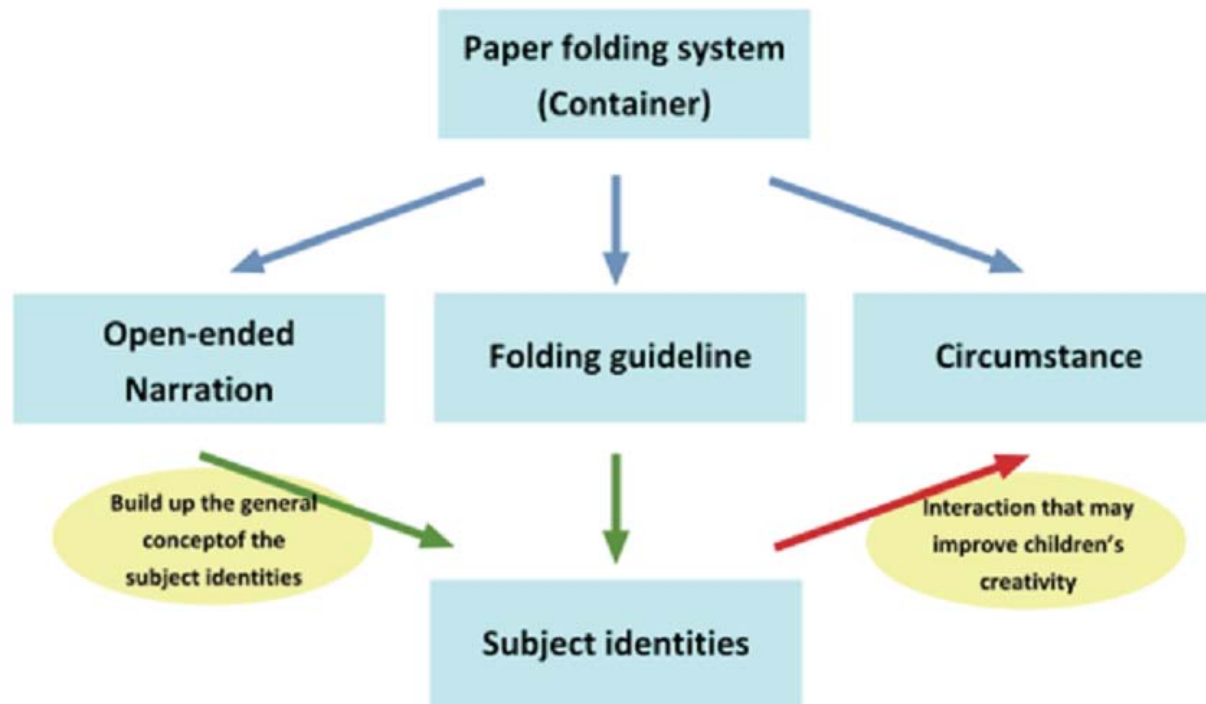 Paper folding system
(Container)
Open-ended
Narration
Folding guideline
Circumstance
Build up the general
conceptof the
subject identities
Interaction that may
improve children's
creativity
Subject identities